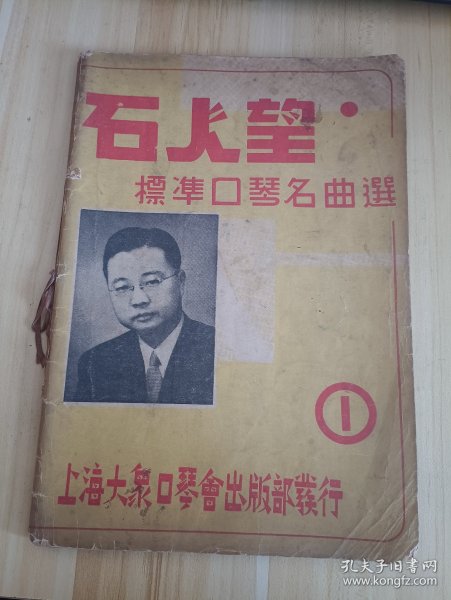 石人望·
標準口琴名曲選
1
上海大衆口琴會出版部發行
孔夫子旧书网
www.kongfz.com